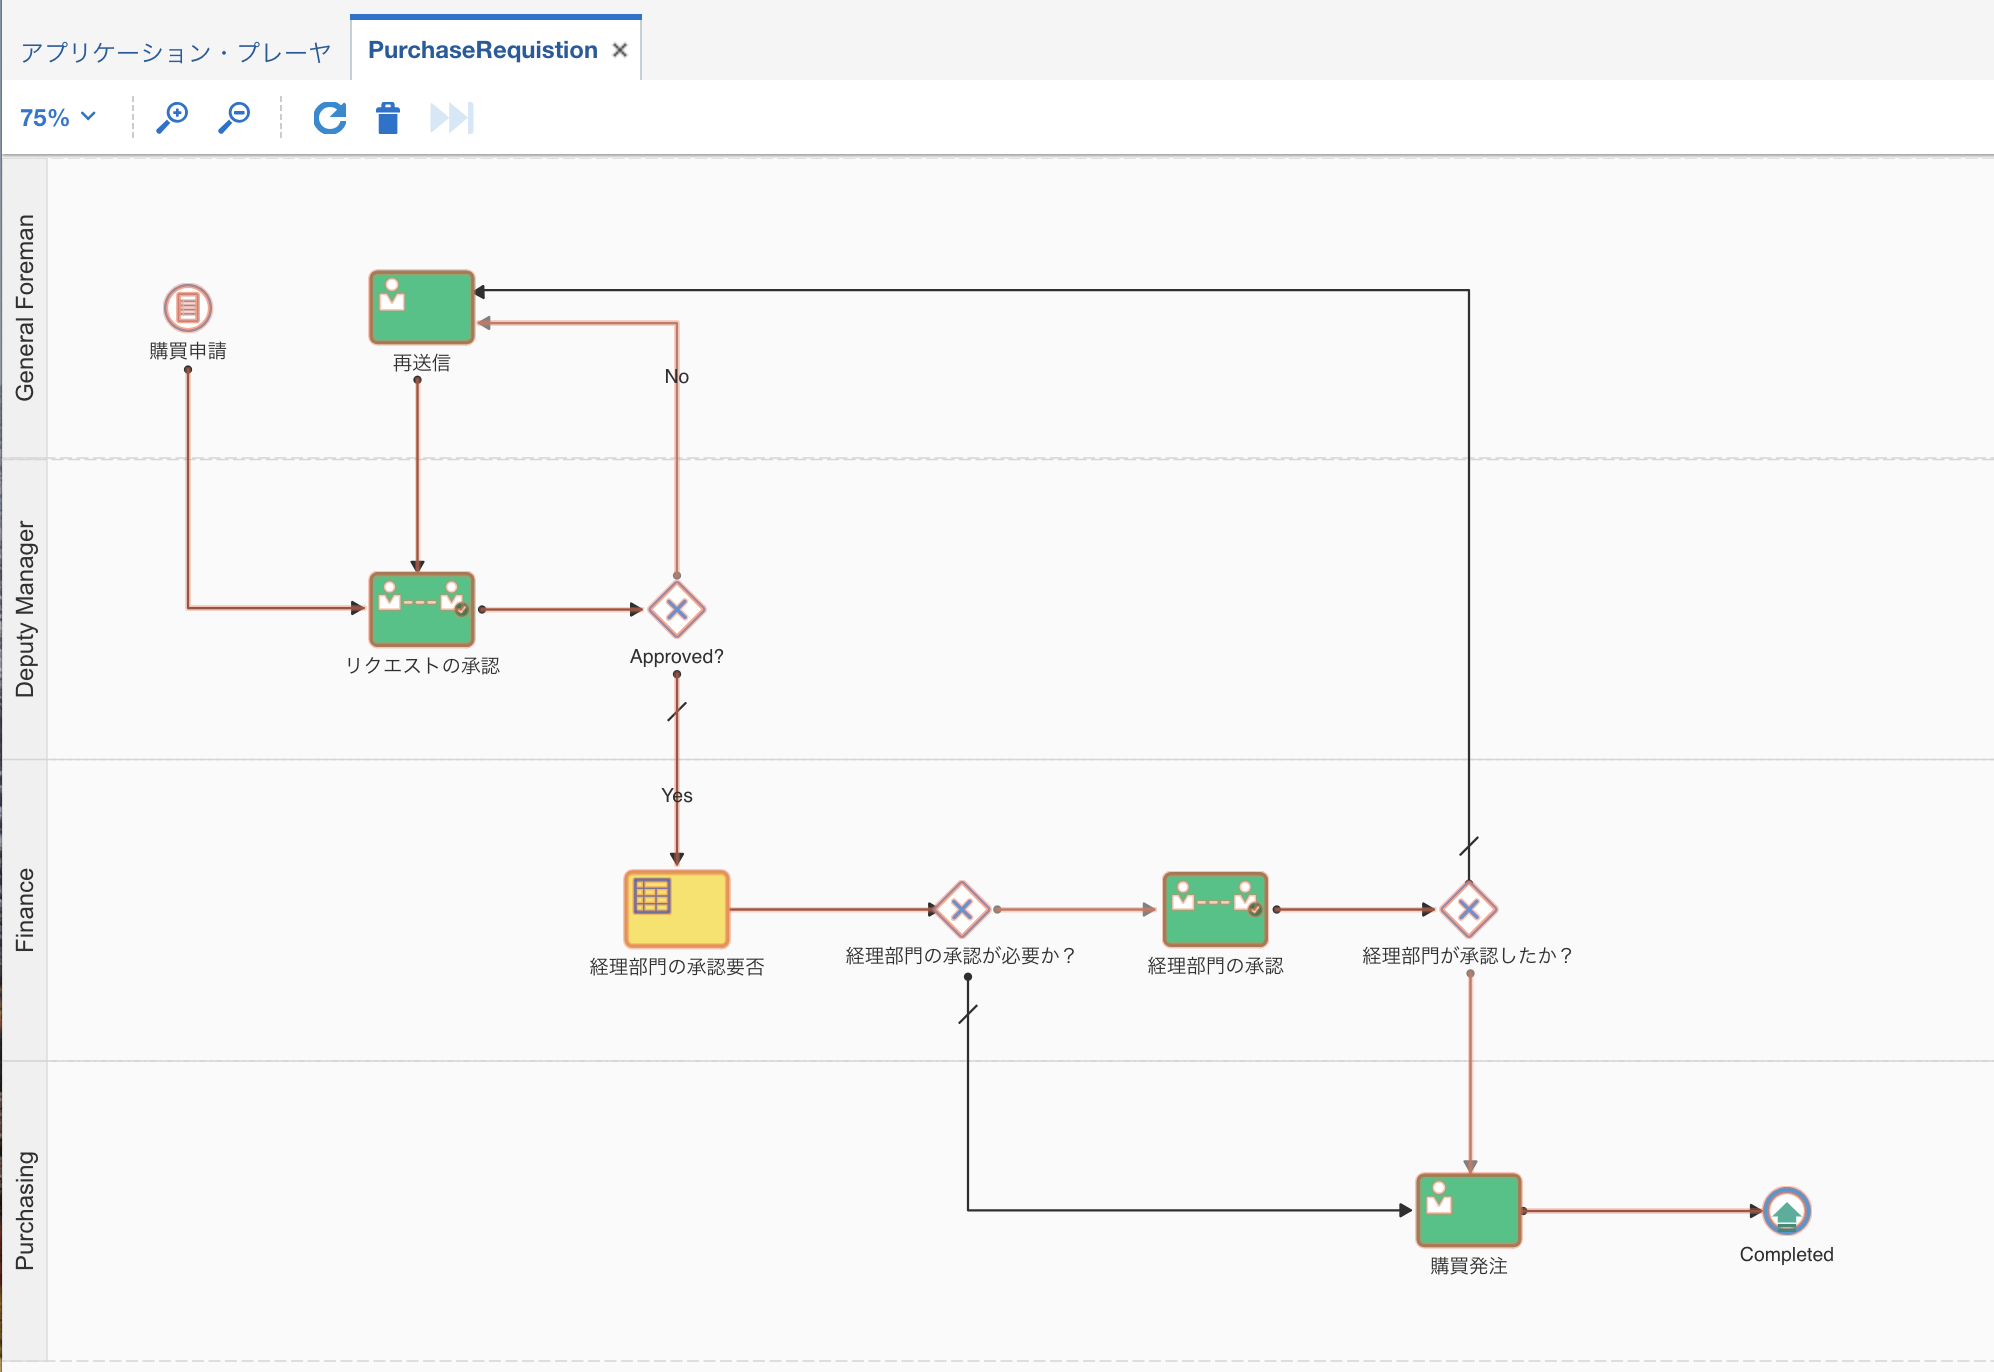 アプリケーション・プレーヤ
PurchaseRequistion
75%
General Foreman
購買申請
再送信
No
Deputy Manager
リクエストの承認
Approved?
Yes
Finance
経理部門の承認要否
経理部門の承認が必要か？
経理部門の承認
経理部門が承認したか？
Purchasing
購買発注
Completed